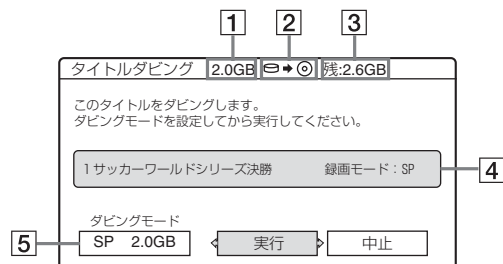 1 2 3
タイトルダビング 2.0GB 残:2.6GB
このタイトルをダビングします。
ダビングモードを設定してから実行してください。
1 サッカーワールドシリーズ決勝 録画モード：SP
4
ダビングモード
5 SP 2.0GB 実行 中止